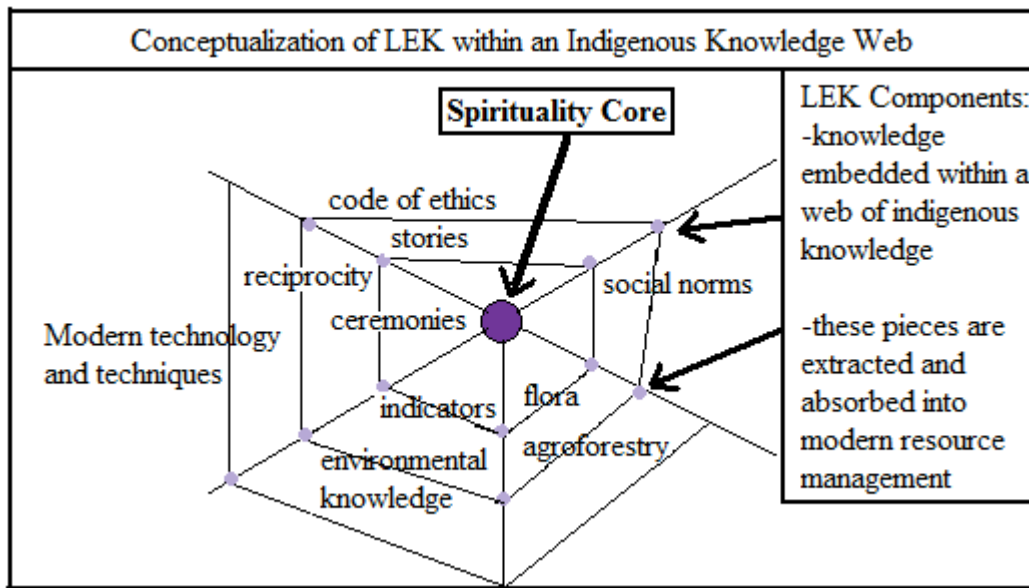 Conceptualization of LEK within an Indigenous Knowledge Web
Spirituality Core
code of ethics
stories
reciprocity
social norms
ceremonies
Modern technology
and techniques
indicators
flora
agroforestry
environmental
knowledge
LEK Components:
-knowledge
embedded within a
web of indigenous
knowledge
-these pieces are
extracted and
absorbed into
modern resource
management